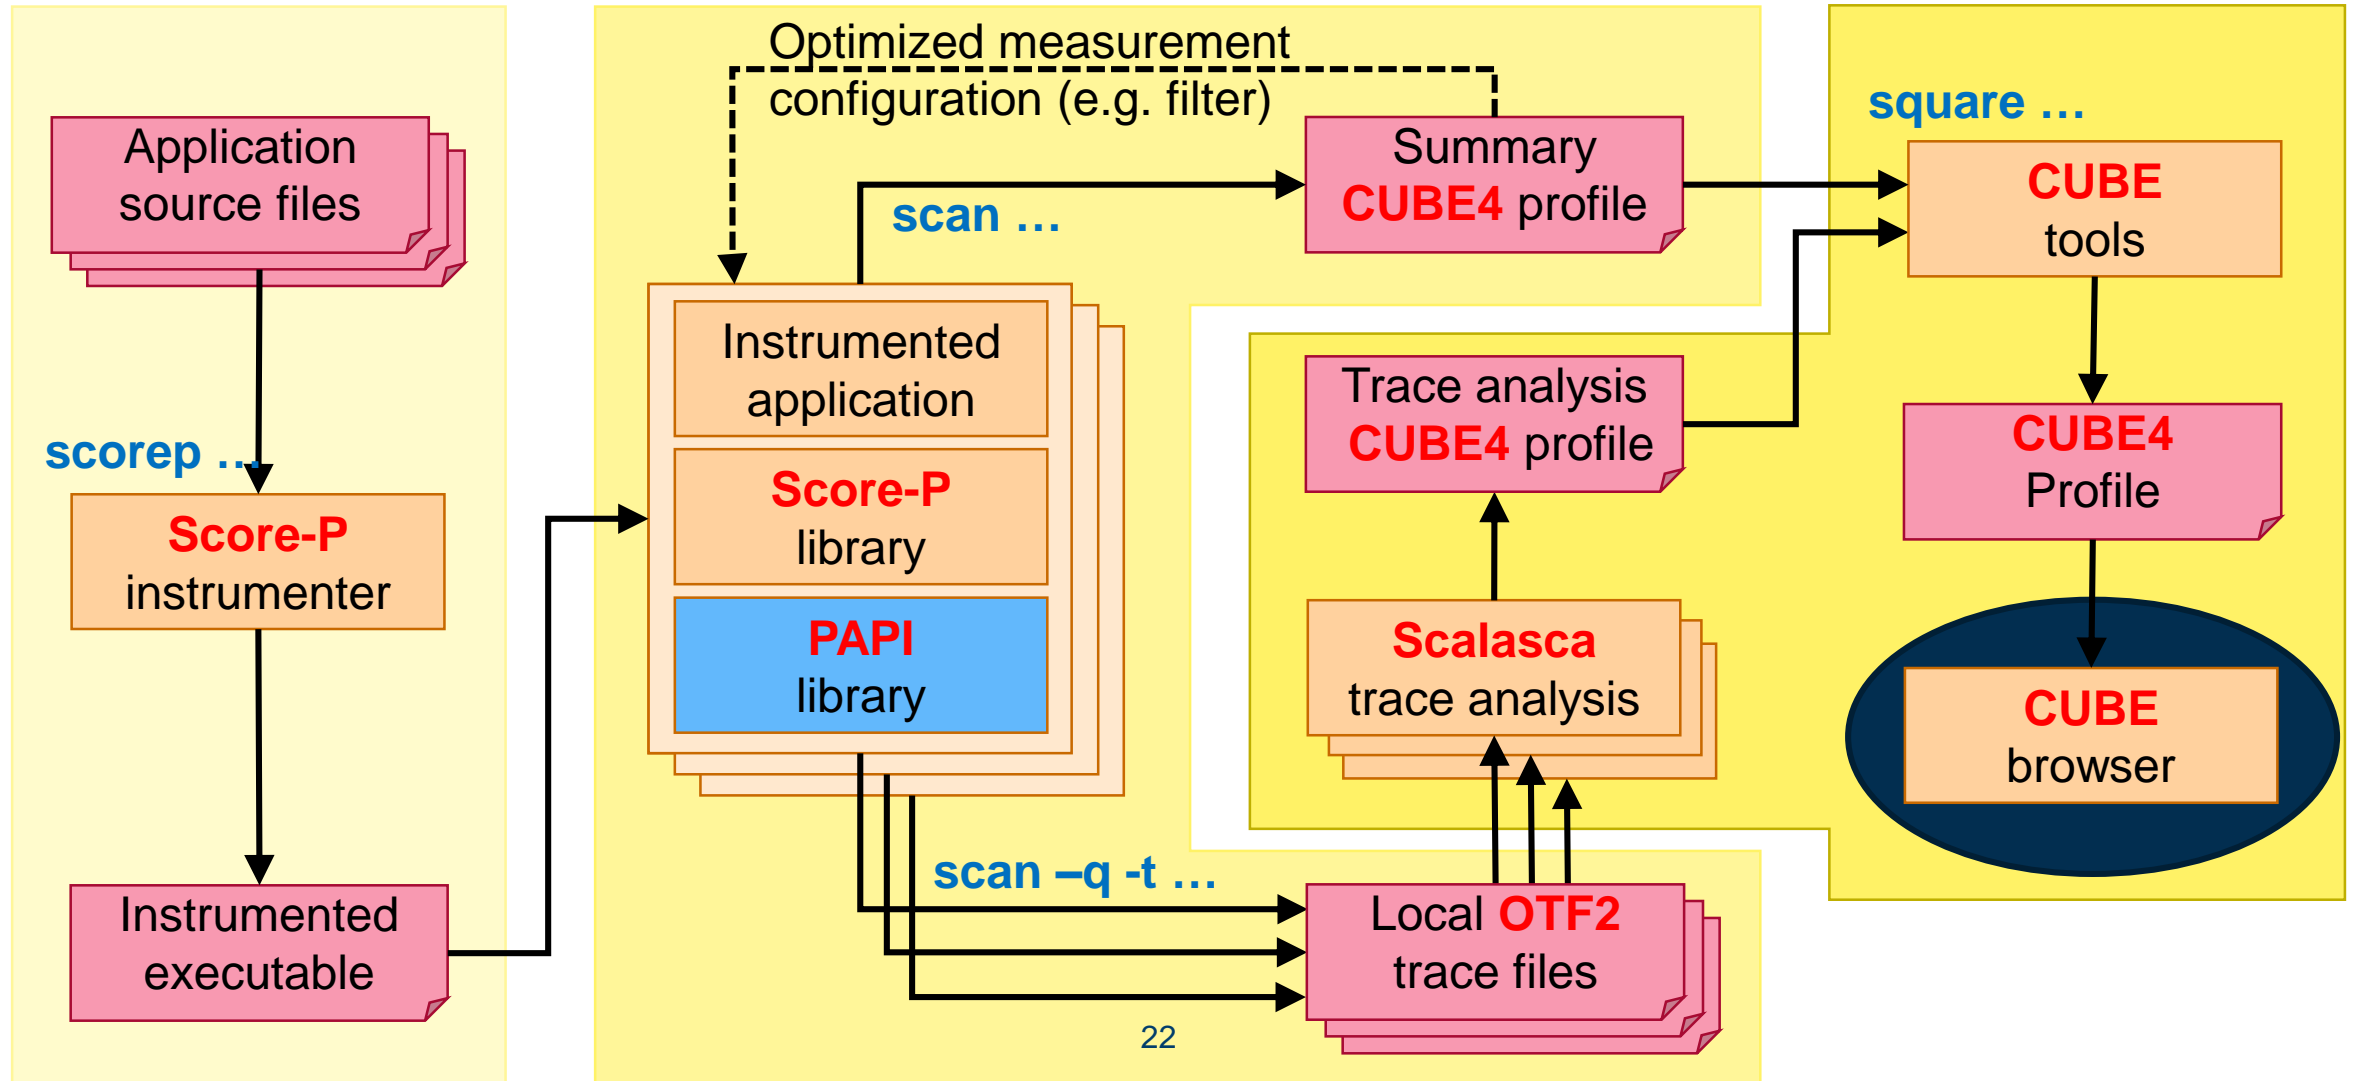 Application
source files
scorep …
Score-P
instrumenter
Instrumented
executable
Optimized measurement
configuration (e.g. filter)
scan …
Instrumented
application
Score-P
library
PAPI
library
scan –q -t …
Summary
CUBE4 profile
Trace analysis
CUBE4 profile
Scalasca
trace analysis
Local OTF2
trace files
square …
CUBE
tools
CUBE4
Profile
CUBE
browser
22